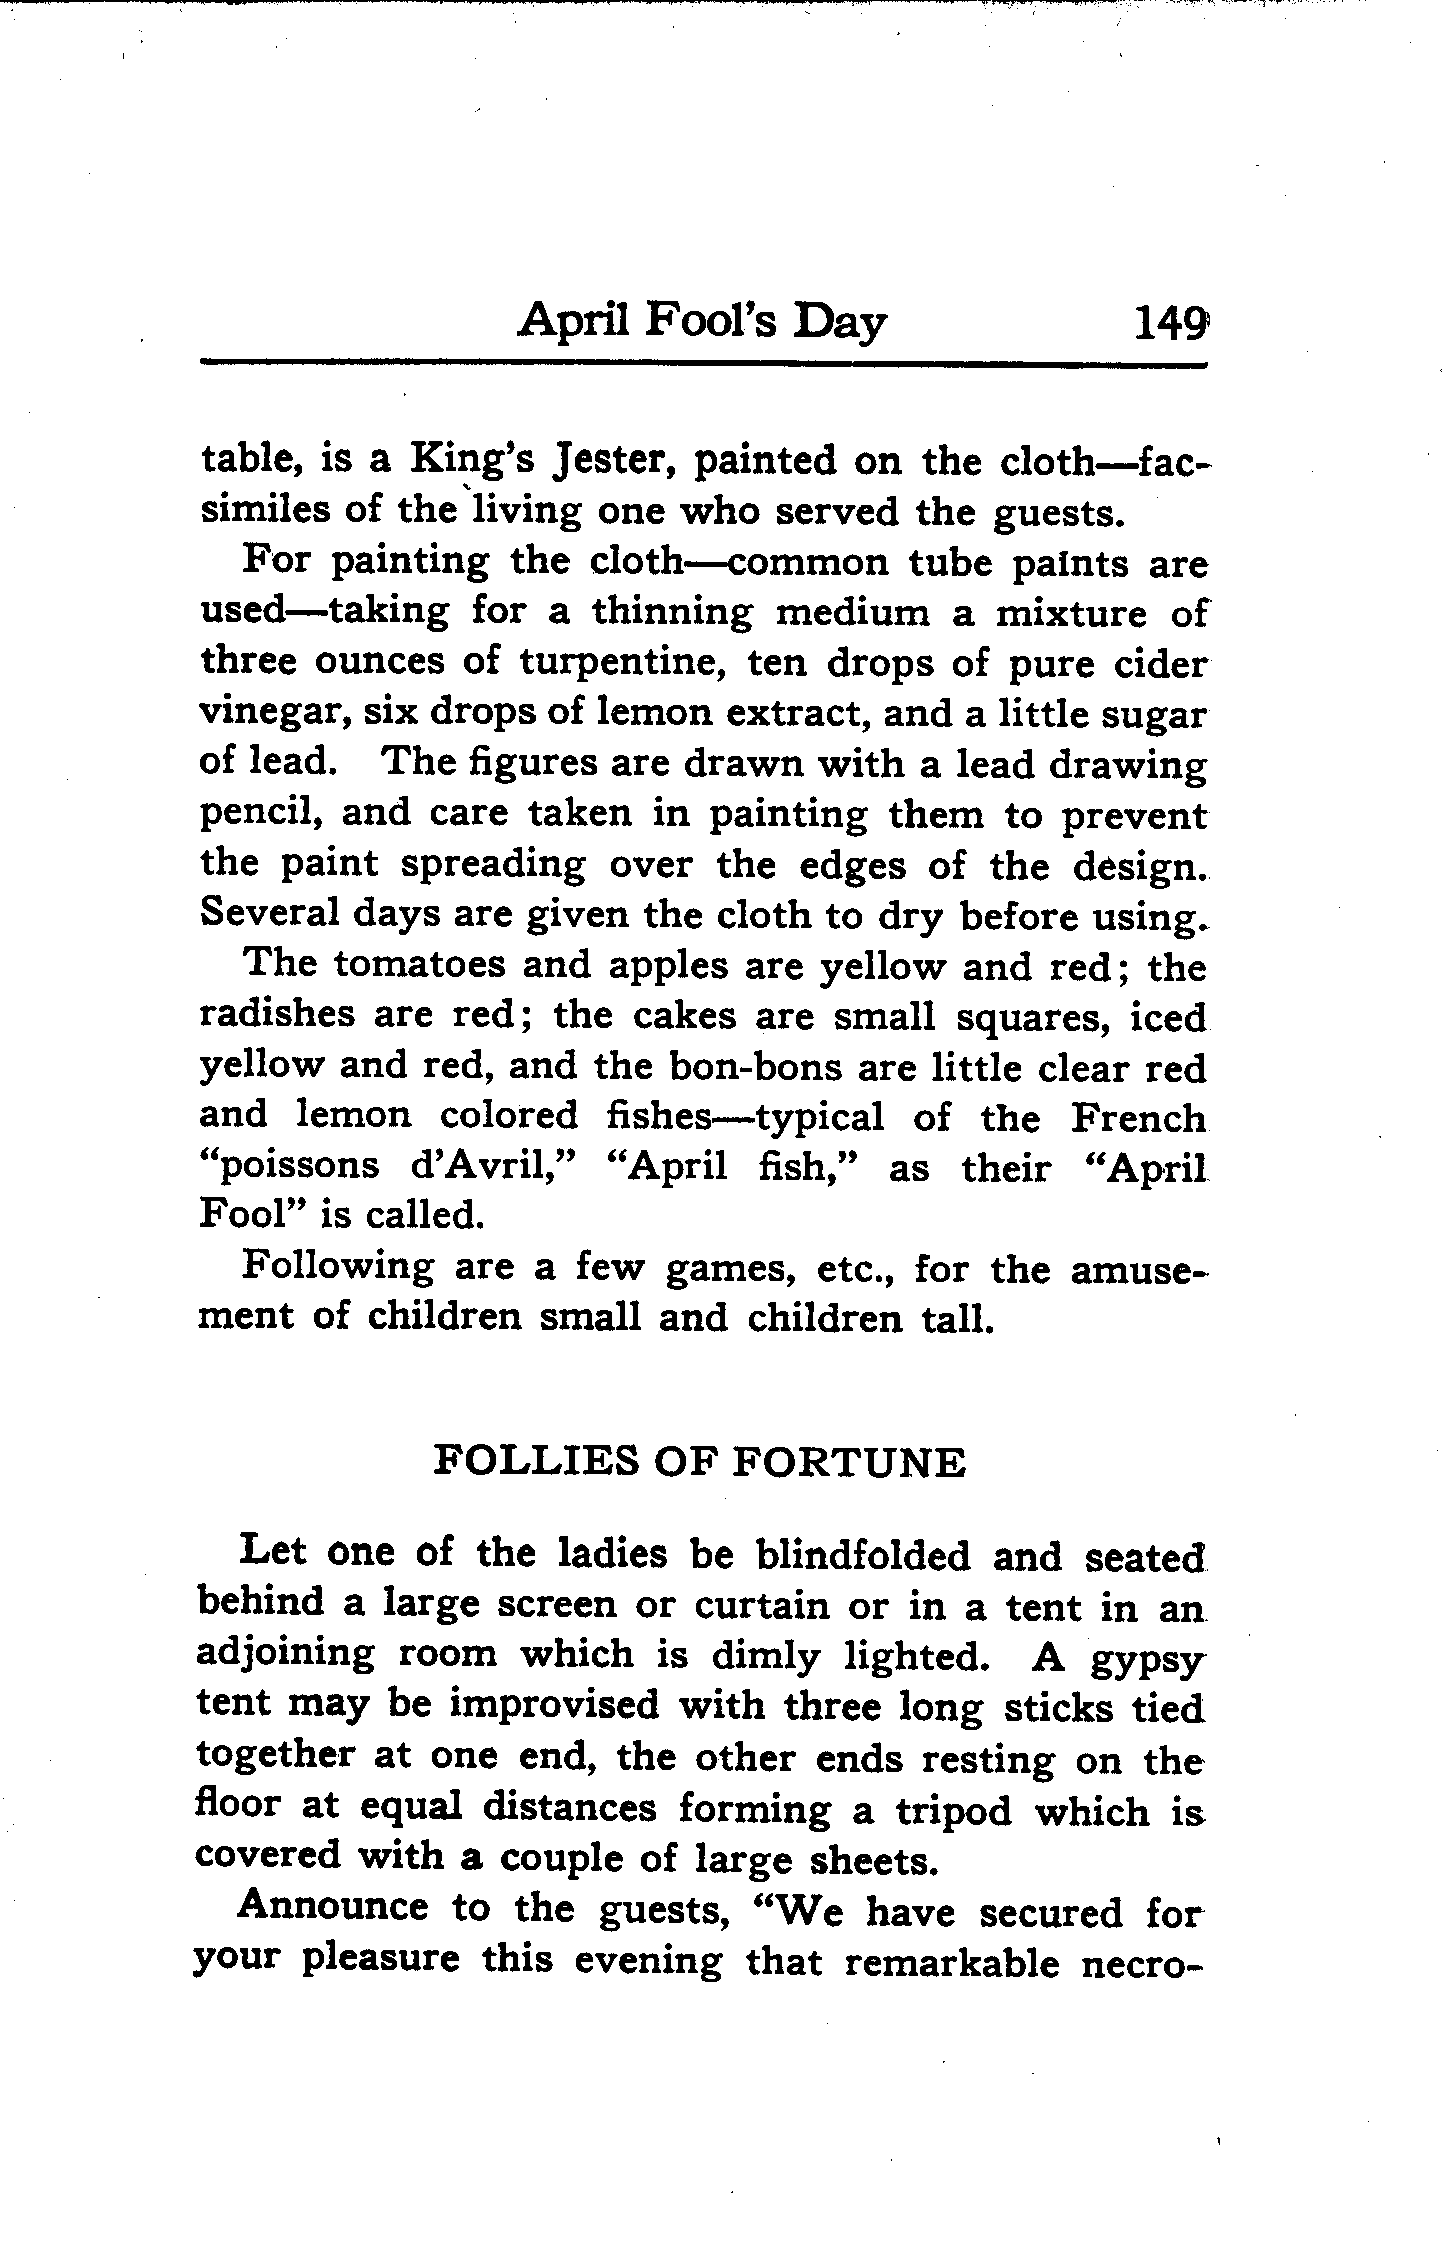 April Fool's Day 149
table, is a King's Jester, painted on the cloth—fac-
similes of the living one who served the guests.
For painting the cloth—common tube paints are
used—taking for a thinning medium a mixture of
three ounces of turpentine, ten drops of pure cider
vinegar, six drops of lemon extract, and a little sugar
of lead. The figures are drawn with a lead drawing
pencil, and care taken in painting them to prevent
the paint spreading over the edges of the design.
Several days are given the cloth to dry before using.
The tomatoes and apples are yellow and red; the
radishes are red; the cakes are small squares, iced
yellow and red, and the bon-bons are little clear red
and lemon colored fishes—typical of the French
“poissons d'Avril,” “April fish,” as their “April
Fool” is called.
Following are a few games, etc., for the amuse-
ment of children small and children tall.
FOLLIES OF FORTUNE
Let one of the ladies be blindfolded and seated
behind a large screen or curtain or in a tent in an
adjoining room which is dimly lighted. A gypsy
tent may be improvised with three long sticks tied
together at one end, the other ends resting on the
floor at equal distances forming a tripod which is
covered with a couple of large sheets.
Announce to the guests, “We have secured for
your pleasure this evening that remarkable necro-